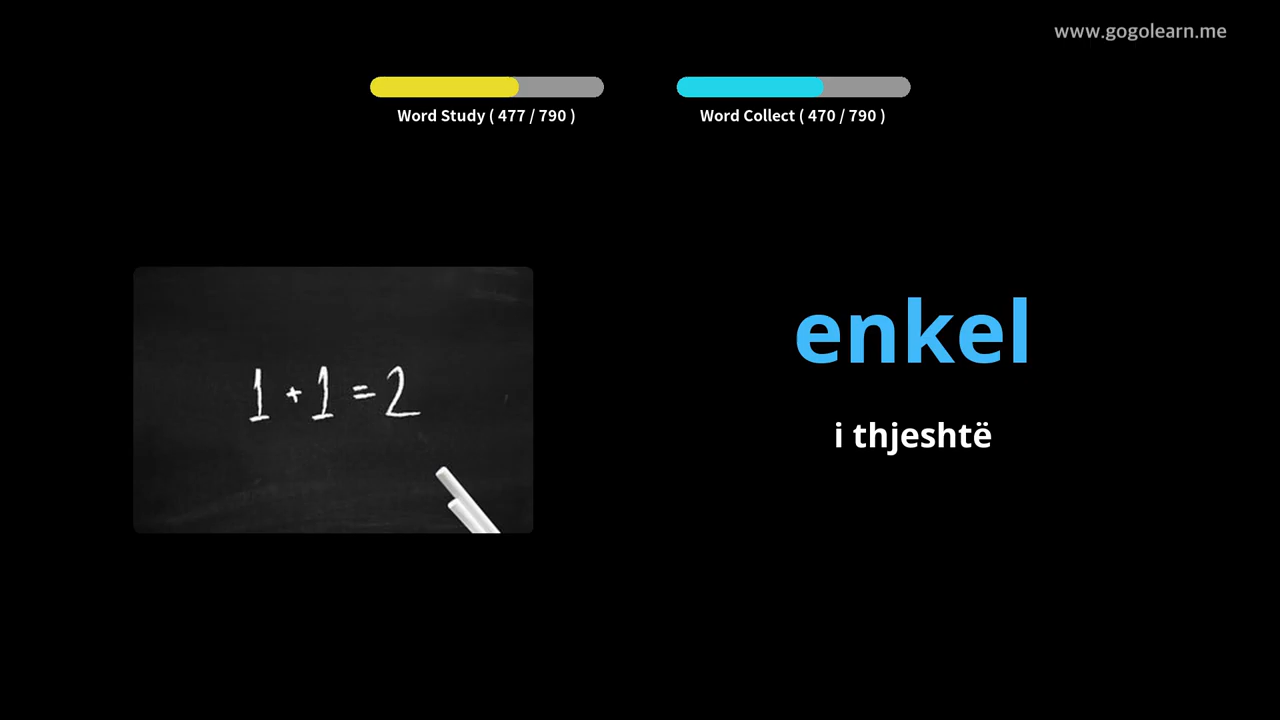 www.gogolearn.me
Word Study ( 477 / 790 )
Word Collect ( 470 / 790 )
1 + 1 = 2
enkel
i thjeshtë